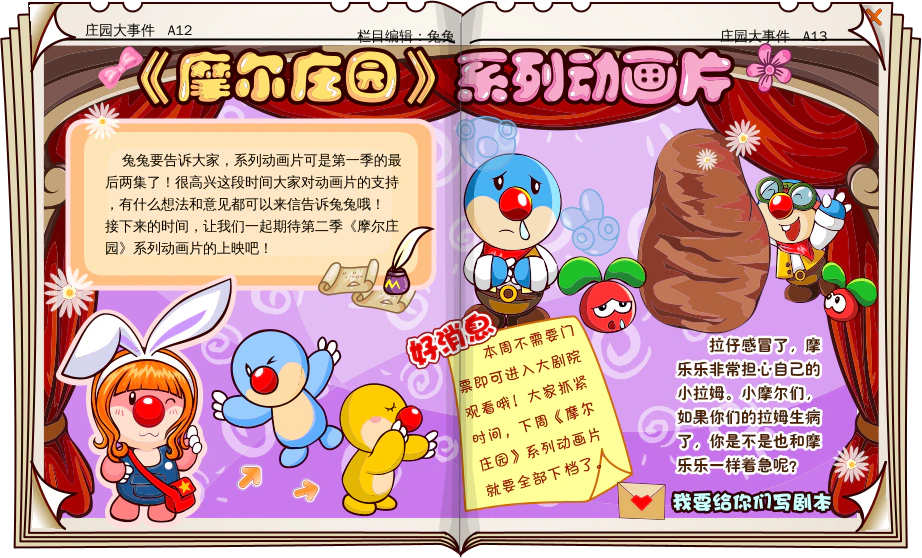 庄园大事件 A12
栏目编辑：兔兔
庄园大事件 A13
《摩尔庄园》系列动画片
兔兔要告诉大家，系列动画片可是第一季的最
后两集了！很高兴这段时间大家对动画片的支持
，有什么想法和意见都可以来信告诉兔兔哦！
接下来的时间，让我们一起期待第二季《摩尔庄
园》系列动画片的上映吧！
好消息
本周不需要门
票即可进入大剧院
观看哦！大家抓紧
时间，下周《摩尔
庄园》系列动画片
就要全部下档了。
拉仔感冒了，摩
乐乐非常担心自己的
小拉姆。小摩尔们，
如果你们的拉姆生病
了，你是不是也和摩
乐乐一样着急呢？
我要给你们写剧本